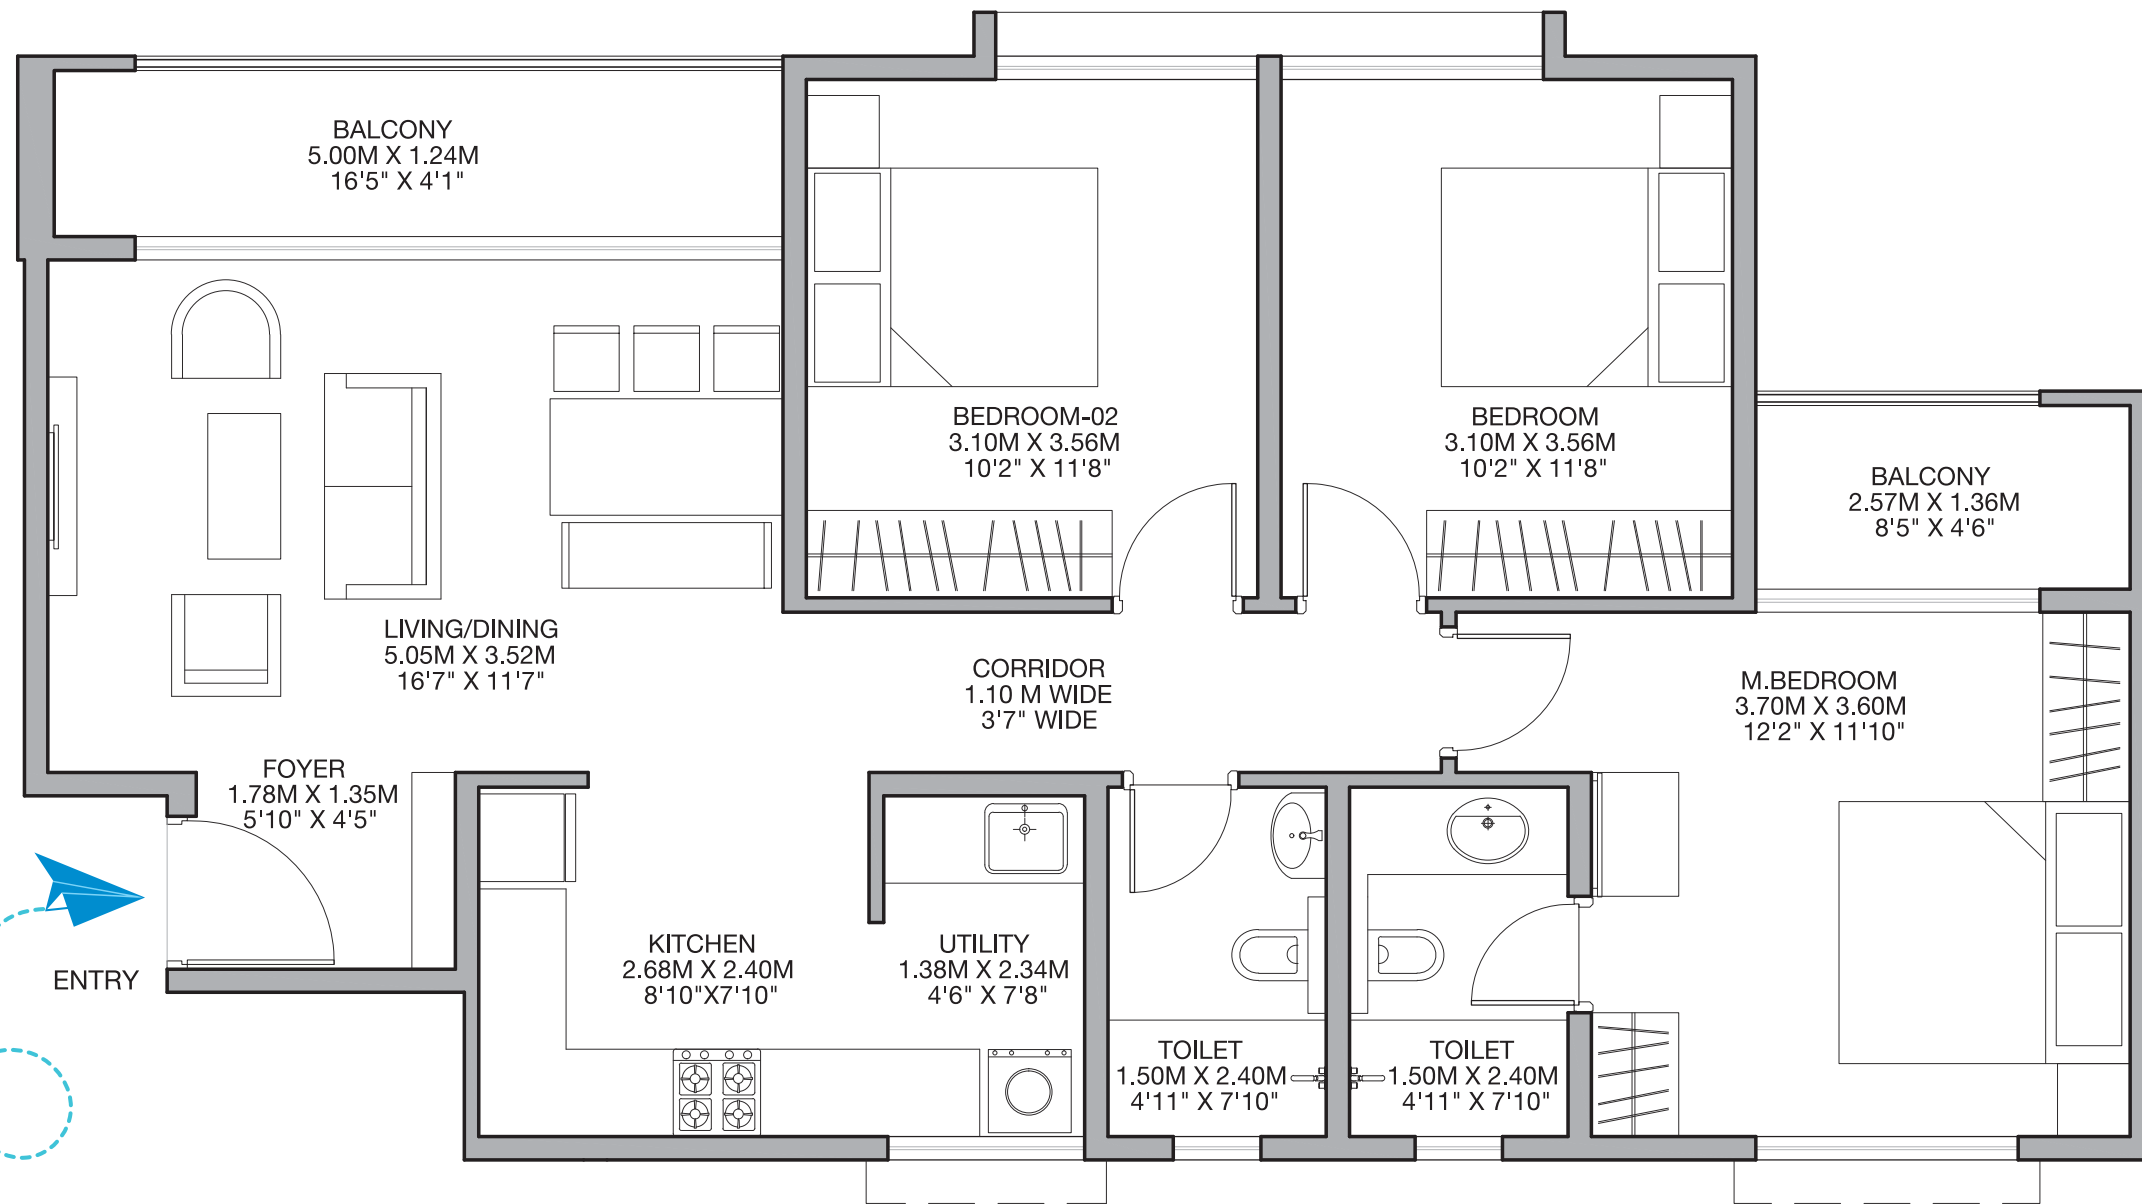 BALCONY
5.00M X 1.24M
16'5" X 4'1"
BEDROOM-02
3.10M X 3.56M
10'2" X 11'8"
BEDROOM
3.10M X 3.56M
10'2" X 11'8"
BALCONY
2.57M X 1.36M
8'5" X 4'6"
LIVING/DINING
5.05M X 3.52M
16'7" X 11'7"
CORRIDOR
1.10 M WIDE
3'7" WIDE
M.BEDROOM
3.70M X 3.60M
12'2" X 11'10"
FOYER
1.78M X 1.35M
5'10" X 4'5"
ENTRY
KITCHEN
2.68M X 2.40M
8'10"X7'10"
UTILITY
1.38M X 2.34M
4'6" X 7'8"
TOILET
1.50M X 2.40M
4'11" X 7'10"
TOILET
1.50M X 2.40M
4'11" X 7'10"